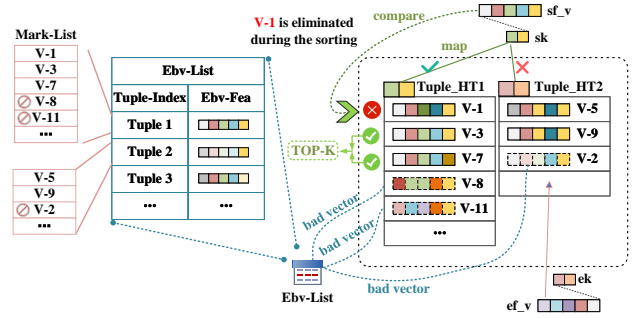 Mark-List
V-1
V-3
V-7
V-8
V-11
...
V-5
V-9
V-2
...
Ebv-List
Tuple-Index Ebv-Fea
Tuple 1
Tuple 2
Tuple 3
... ...
V-1 is eliminated
during the sorting
compare
sf_v
sk
map
Tuple_HT1
Tuple_HT2
V-1
V-3
V-7
V-8
V-11
...
V-5
V-9
V-2
TOP-K
bad vector
bad vector
bad vector
Ebv-List
ek
ef_v